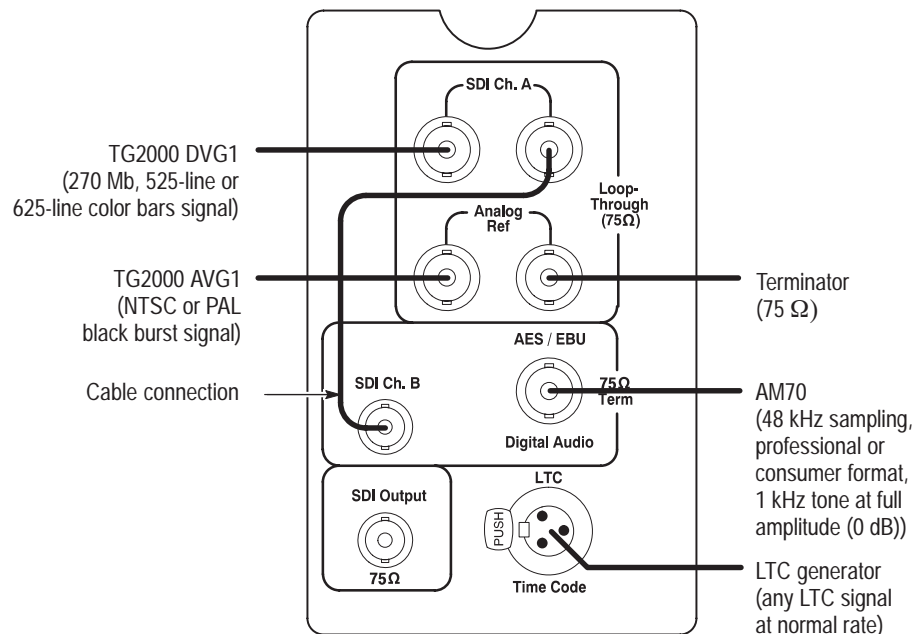 SDI Ch. A
TG2000 DVG1
(270 Mb, 525-line or
625-line color bars signal)
Loop-
Through
(75Ω)
Analog
Ref
TG2000 AVG1
(NTSC or PAL
black burst signal)
Terminator
(75 Ω)
AES / EBU
Cable connection
SDI Ch. B
75Ω
Term
Digital Audio
AM70
(48 kHz sampling,
professional or
consumer format,
1 kHz tone at full
amplitude (0 dB))
SDI Output
75Ω
LTC
PUSH
Time Code
LTC generator
(any LTC signal
at normal rate)